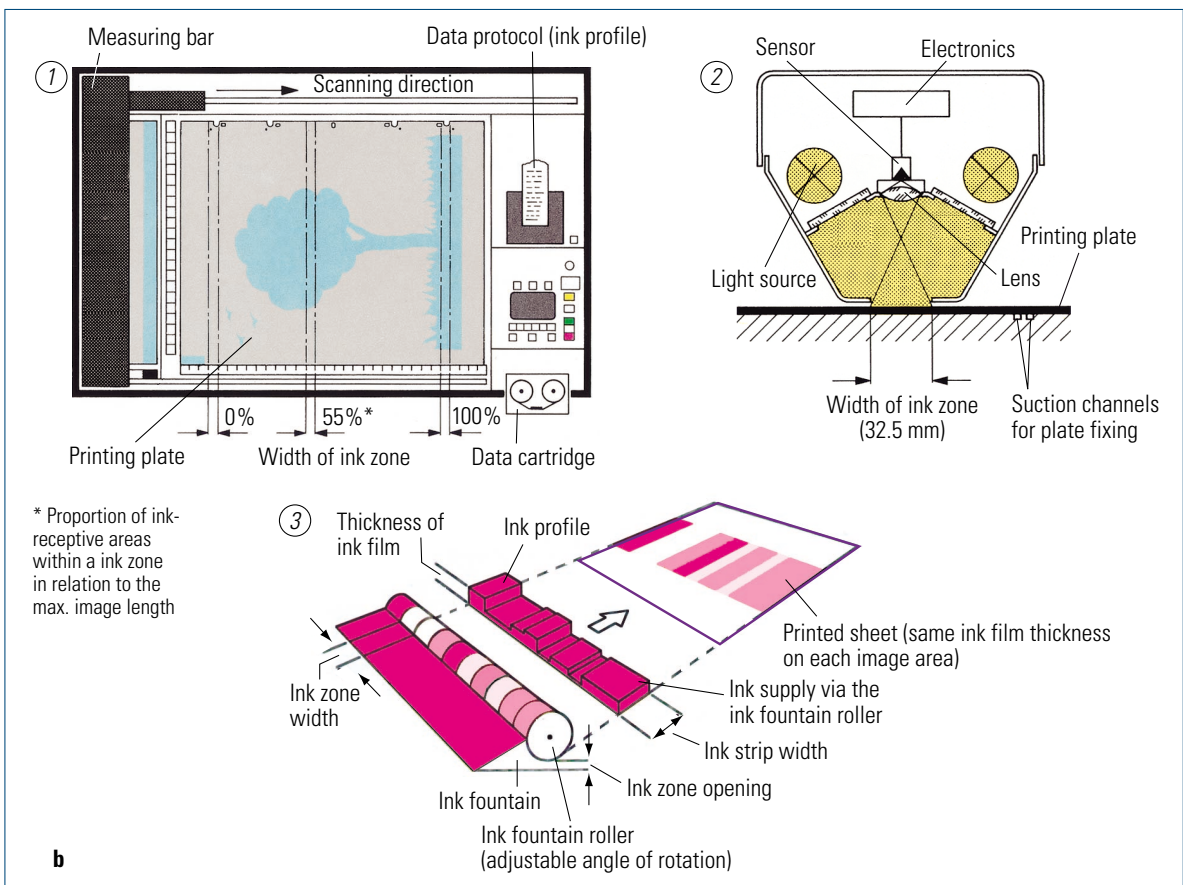 1
Measuring bar
Scanning direction
Data protocol (ink profile)
0%
55%*
100%
Printing plate
Width of ink zone
Data cartridge
2
Sensor
Electronics
Light source
Lens
Printing plate
Width of ink zone
(32.5 mm)
Suction channels
for plate fixing
* Proportion of ink-
receptive areas
within a ink zone
in relation to the
max. image length
3
Thickness of
ink film
Ink profile
Printed sheet (same ink film thickness
on each image area)
Ink zone
width
Ink supply via the
ink fountain roller
Ink strip width
Ink zone opening
Ink fountain
Ink fountain roller
(adjustable angle of rotation)
b